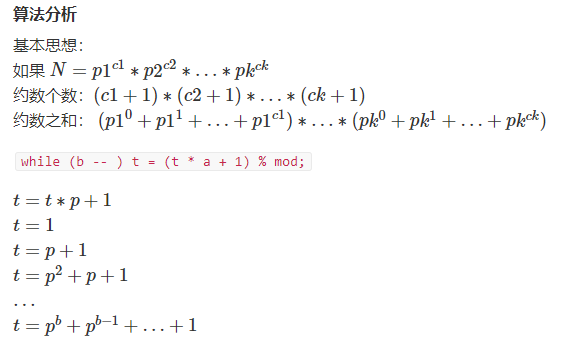 算法分析
基本思想：
如果 N = p1^{c1} * p2^{c2} * ... * pk^{ck}
约数个数：(c1 + 1) * (c2 + 1) * ... * (ck + 1)
约数之和： (p1^0 + p1^1 + ... + p1^{c1}) * ... * (pk^0 + pk^1 + ... + pk^{ck})
while (b -- ) t = (t * a + 1) % mod;
t = t * p + 1
t = 1
t = p + 1
t = p^2 + p + 1
...
t = p^b + p^{b-1} + ... + 1